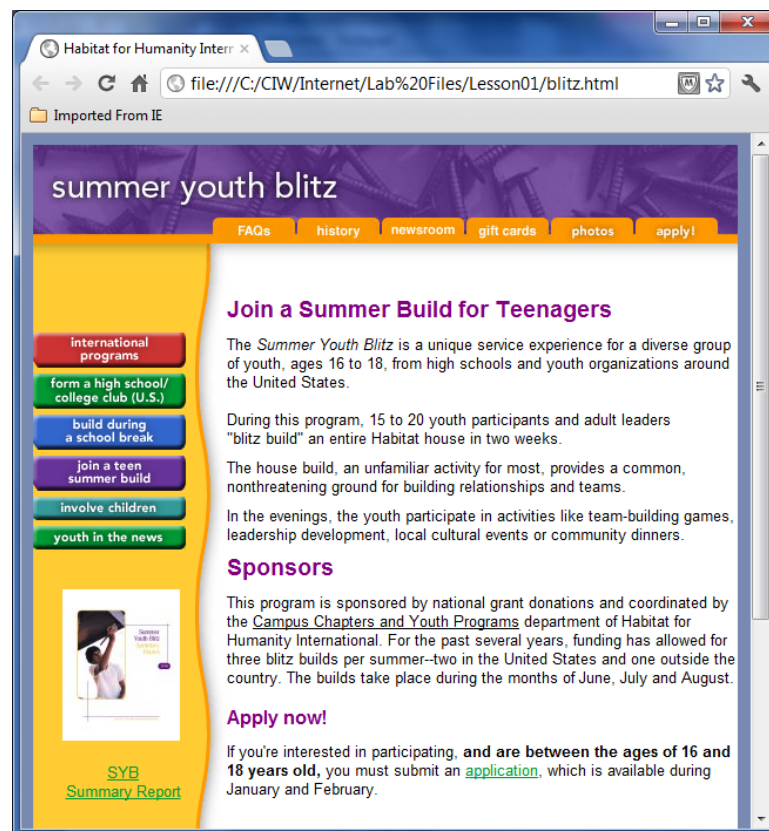 Habitat for Humanity Intern
file:///C:/CIW/Internet/Lab%20Files/Lesson01/blitz.html
Imported From IE
summer youth blitz
FAQs history newsroom gift cards photos apply!
international
programs
form a high school/
college club (U.S.)
build during
a school break
join a teen
summer build
involve children
youth in the news
Summer
Youth Blitz
Summary
Report
SYB
Summary Report
Join a Summer Build for Teenagers
The Summer Youth Blitz is a unique service experience for a diverse group
of youth, ages 16 to 18, from high schools and youth organizations around
the United States.
During this program, 15 to 20 youth participants and adult leaders
"blitz build" an entire Habitat house in two weeks.
The house build, an unfamiliar activity for most, provides a common,
nonthreatening ground for building relationships and teams.
In the evenings, the youth participate in activities like team-building games,
leadership development, local cultural events or community dinners.
Sponsors
This program is sponsored by national grant donations and coordinated by
the Campus Chapters and Youth Programs department of Habitat for
Humanity International. For the past several years, funding has allowed for
three blitz builds per summer--two in the United States and one outside the
country. The builds take place during the months of June, July and August.
Apply now!
If you're interested in participating, and are between the ages of 16 and
18 years old, you must submit an application, which is available during
January and February.